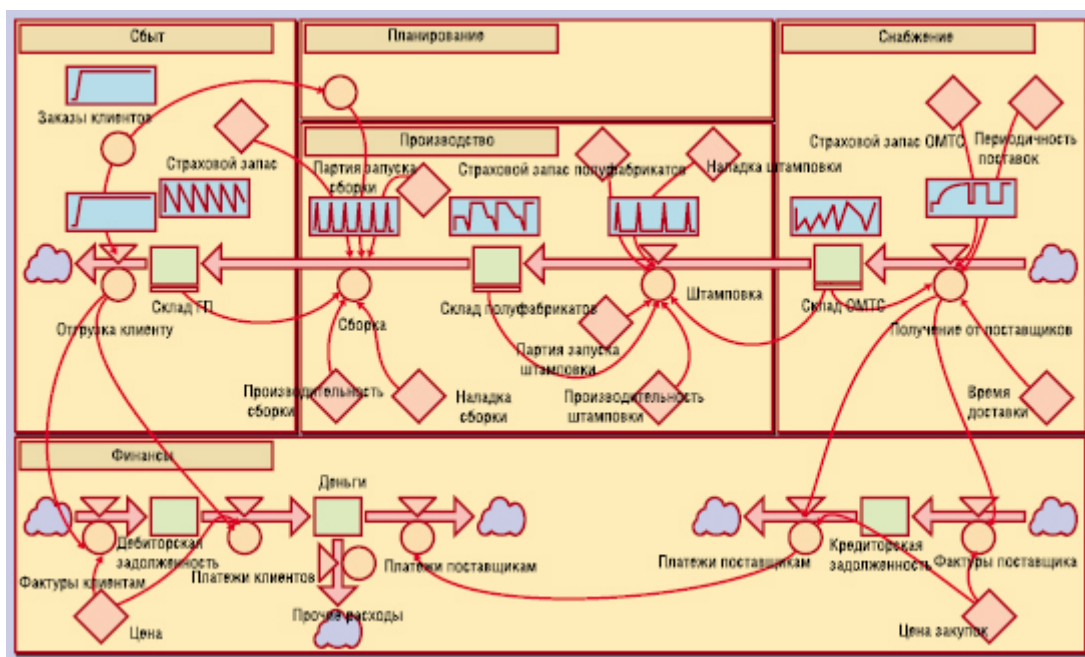 Сбыт
Планирование
Снабжение
Заказы клиентов
Страховой запас
Производство
Партия запуска
сборки
Страховой запас полуфабрикатов
Наладка штамповки
Страховой запас ОМТС
Периодичность
поставок
Отгрузка клиенту
Склад ГП
Сборка
Склад полуфабрикатов
Штамповка
Склад ОМТС
Получение от поставщиков
Партия запуска
штамповки
Производительность
сборки
Наладка
сборки
Производительность
штамповки
Время
доставки
Финансы
Деньги
Дебиторская
задолженность
Фактуры клиентам
Платежи клиентов
Платежи поставщикам
Прочие расходы
Цена
Платежи поставщикам
Кредиторская
задолженность
Фактуры поставщика
Цена закупок